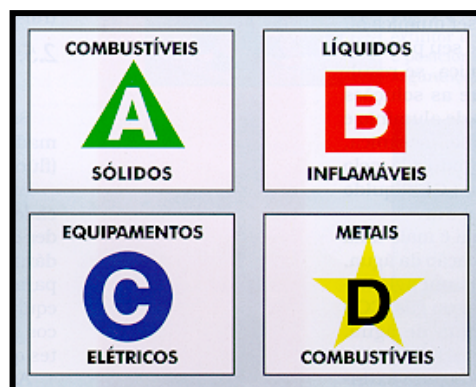 COMBUSTÍVEIS
A
SÓLIDOS
LÍQUIDOS
B
INFLAMÁVEIS
EQUIPAMENTOS
C
ELÉTRICOS
METAIS
D
COMBUSTÍVEIS